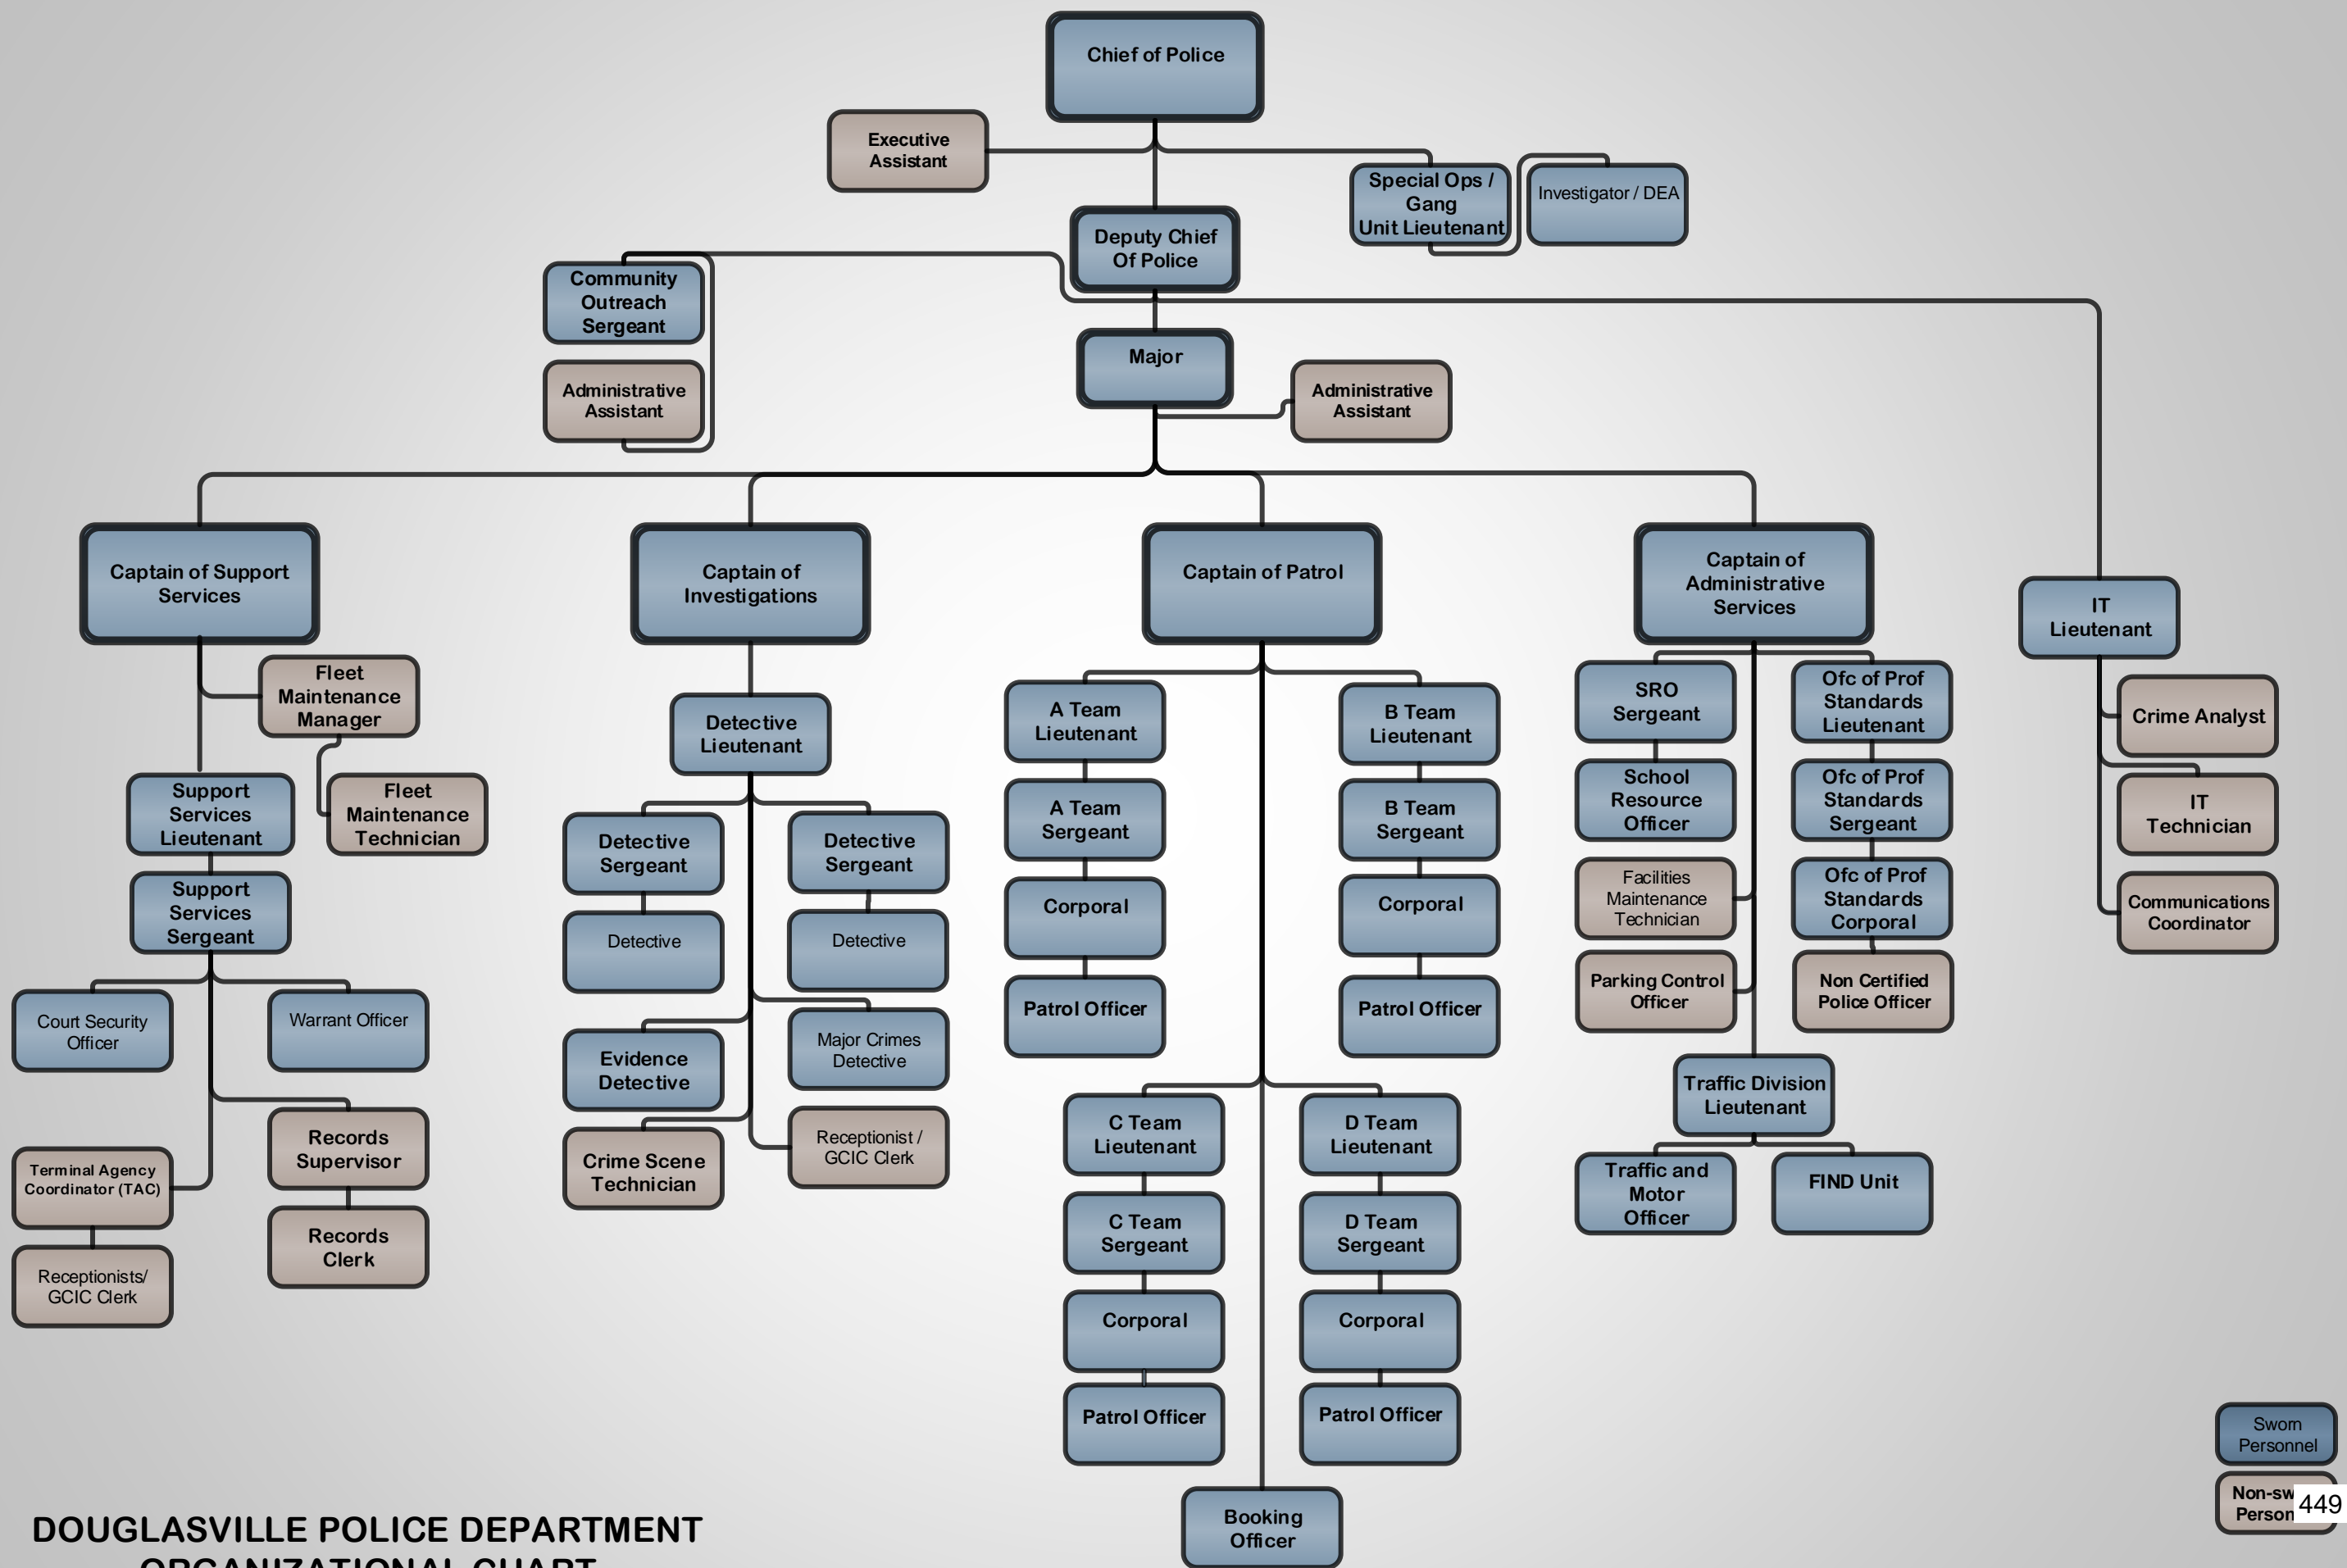 Chief of Police
Executive
Assistant
Special Ops /
Gang
Unit Lieutenant
Investigator / DEA
Deputy Chief
Of Police
Community
Outreach
Sergeant
Administrative
Assistant
Major
Administrative
Assistant
Captain of Support
Services
Captain of
Investigations
Captain of Patrol
Captain of
Administrative
Services
IT
Lieutenant
Fleet
Maintenance
Manager
Fleet
Maintenance
Technician
Support
Services
Lieutenant
Support
Services
Sergeant
Court Security
Officer
Warrant Officer
Records
Supervisor
Records
Clerk
Terminal Agency
Coordinator (TAC)
Receptionists/
GCIC Clerk
Detective
Lieutenant
Detective
Sergeant
Detective
Sergeant
Detective
Detective
Evidence
Detective
Major Crimes
Detective
Crime Scene
Technician
Receptionist /
GCIC Clerk
A Team
Lieutenant
B Team
Lieutenant
A Team
Sergeant
B Team
Sergeant
Corporal
Corporal
Patrol Officer
Patrol Officer
C Team
Lieutenant
D Team
Lieutenant
C Team
Sergeant
D Team
Sergeant
Corporal
Corporal
Patrol Officer
Patrol Officer
Booking
Officer
SRO
Sergeant
Ofc of Prof
Standards
Lieutenant
School
Resource
Officer
Ofc of Prof
Standards
Sergeant
Facilities
Maintenance
Technician
Ofc of Prof
Standards
Corporal
Parking Control
Officer
Non Certified
Police Officer
Traffic Division
Lieutenant
Traffic and
Motor
Officer
FIND Unit
Crime Analyst
IT
Technician
Communications
Coordinator
Sworn
Personnel
Non-sw
Person
449
DOUGLASVILLE POLICE DEPARTMENT
ORGANIZATIONAL CHART